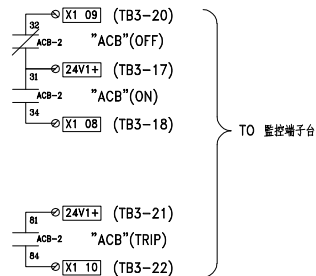 X1 09 (TB3-20)
32
ACB-2 "ACB"(OFF)
24V1+ (TB3-17)
31
ACB-2 "ACB"(ON)
34
X1 08 (TB3-18)
TO 監控端子台
24V1+ (TB3-21)
81
ACB-2 "ACB"(TRIP)
84
X1 10 (TB3-22)